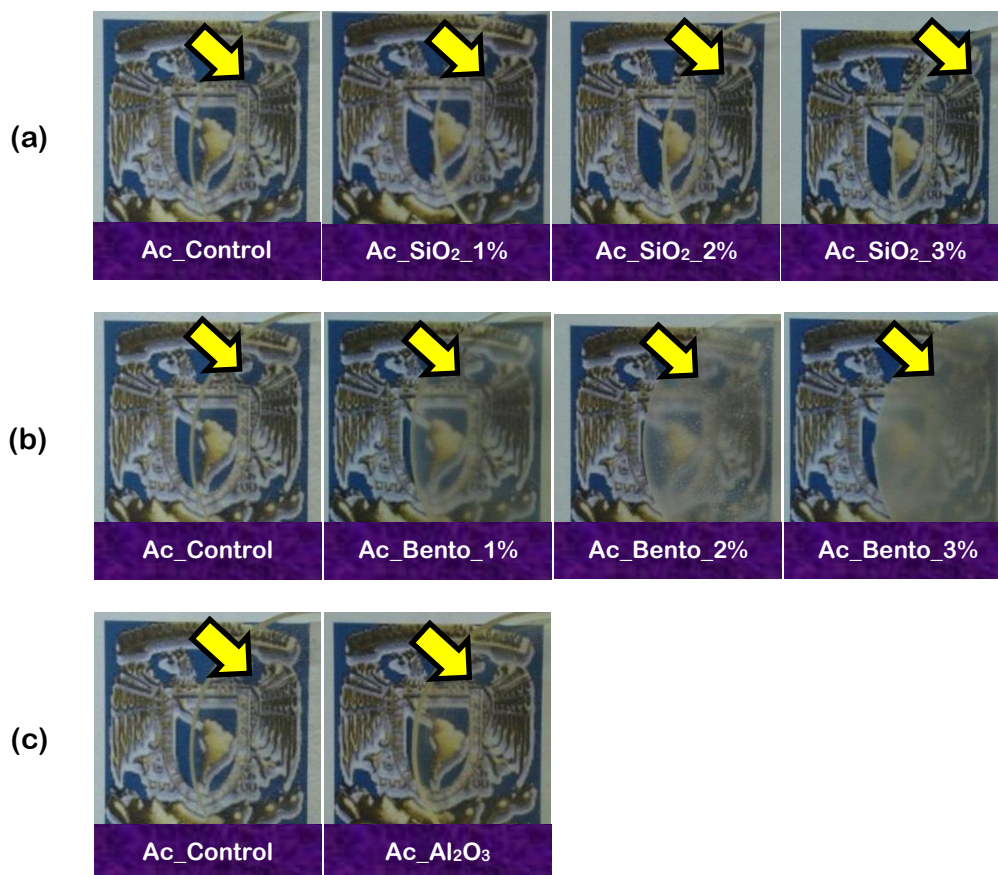 (a)
Ac_Control
Ac_SiO₂_1%
Ac_SiO₂_2%
Ac_SiO₂_3%
(b)
Ac_Control
Ac_Bento_1%
Ac_Bento_2%
Ac_Bento_3%
(c)
Ac_Control
Ac_Al₂O₃